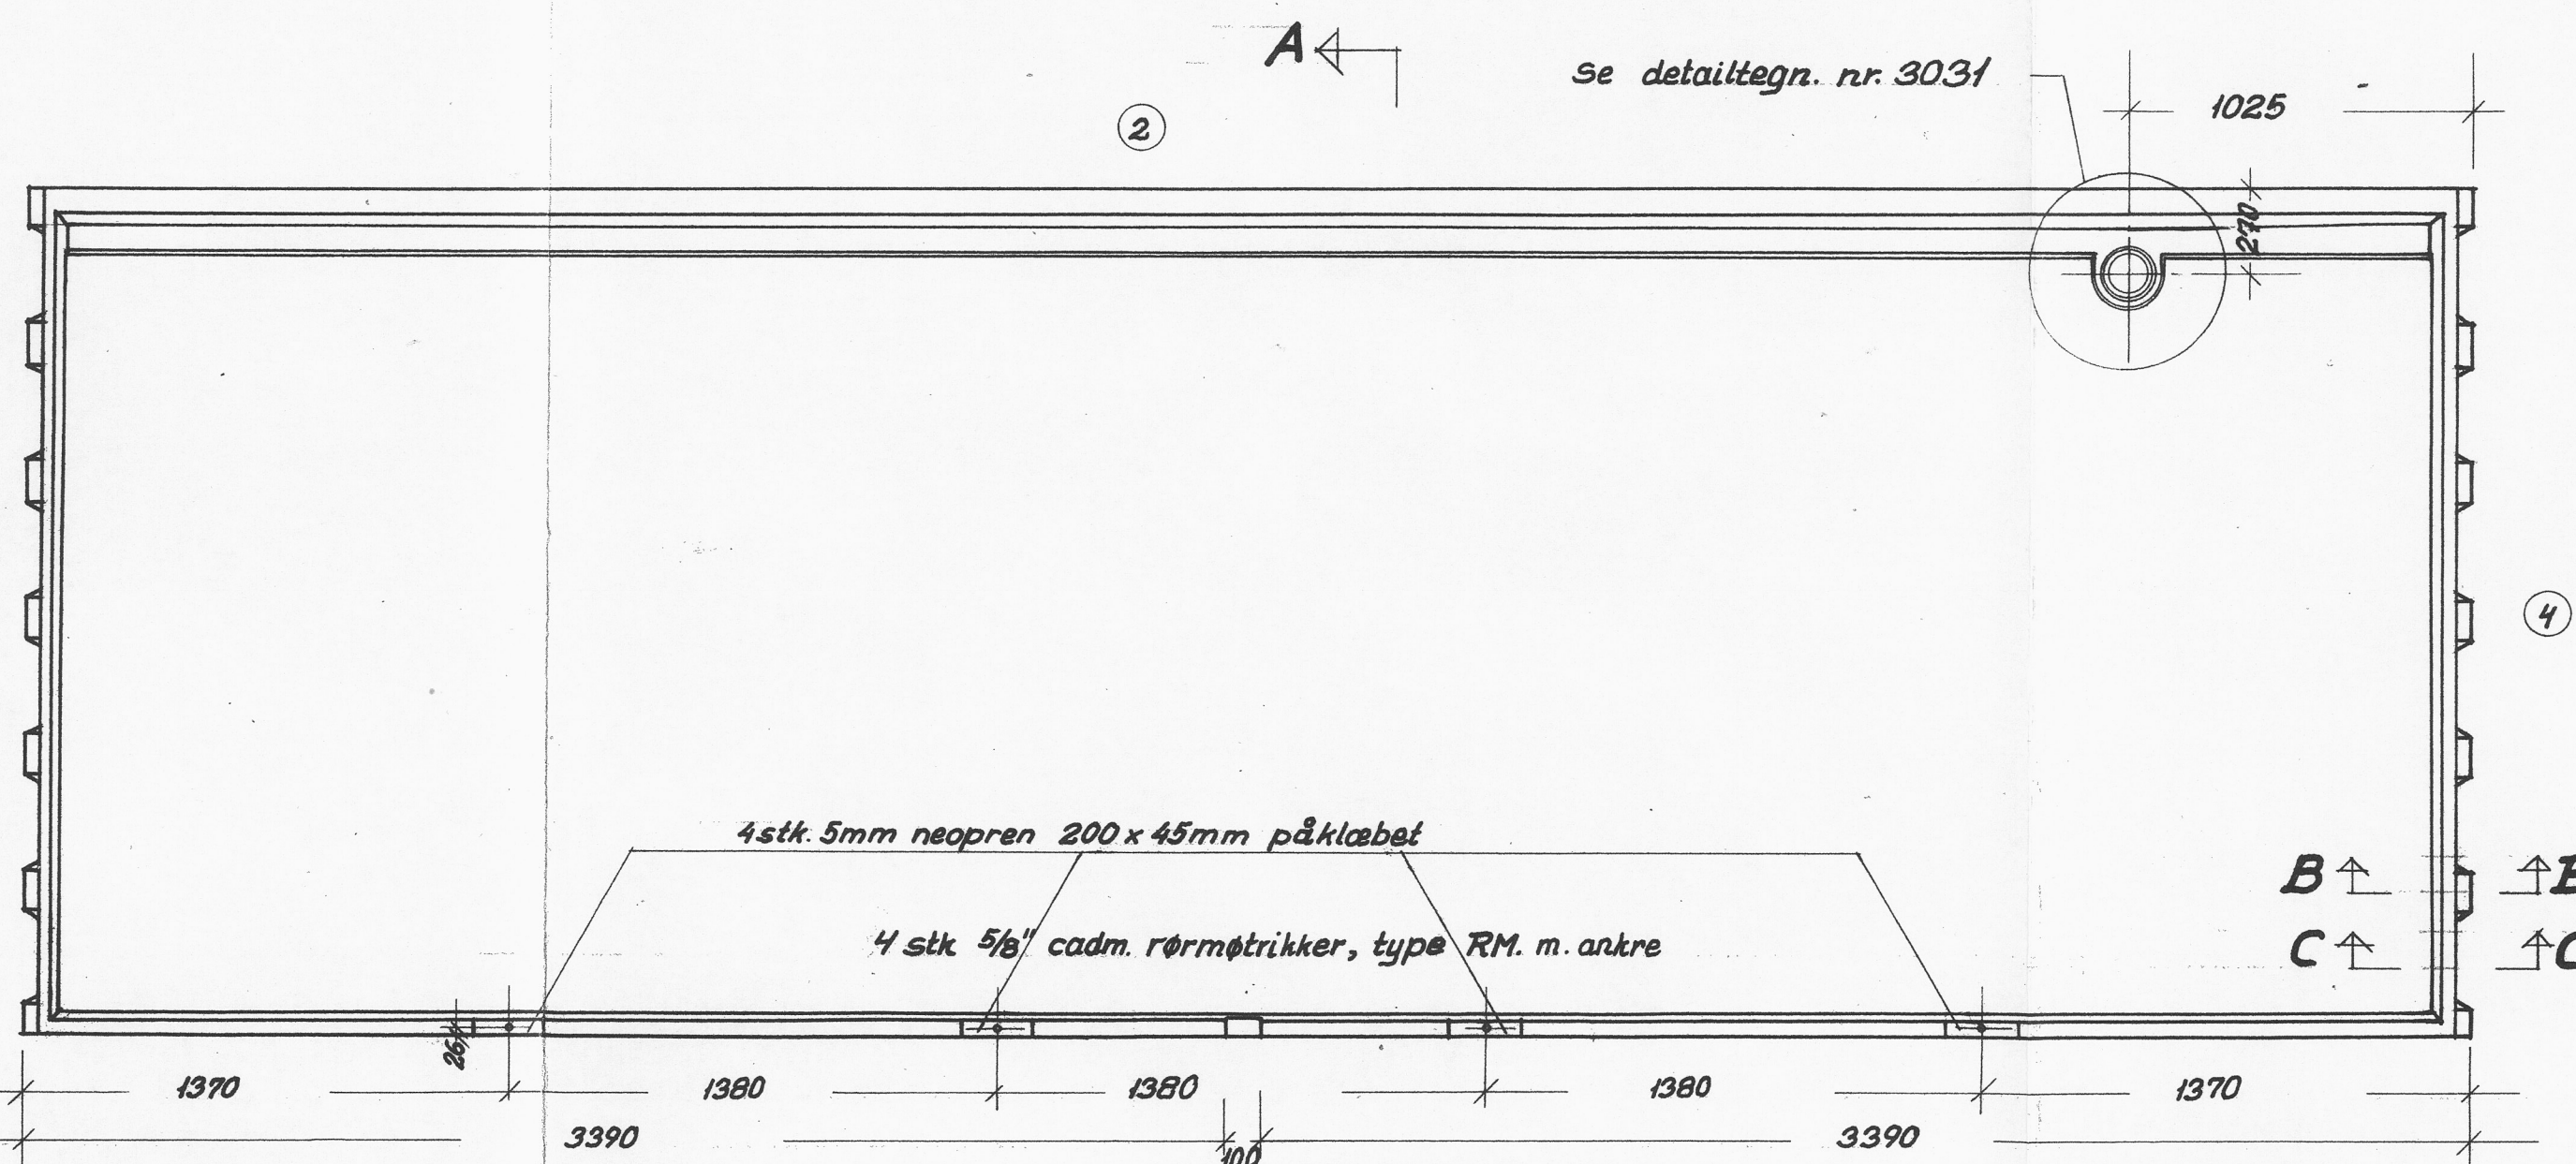 A
se detailtegn. nr. 3031
1025
2
270
4
4stk. 5mm neopren 200 x 45mm påklæbet
B
4 stk 5/8" cadm. rørmøtrikker, type RM. m. ankre
C C
26
1370 1380 1380 1380 1370
3390 100 3390